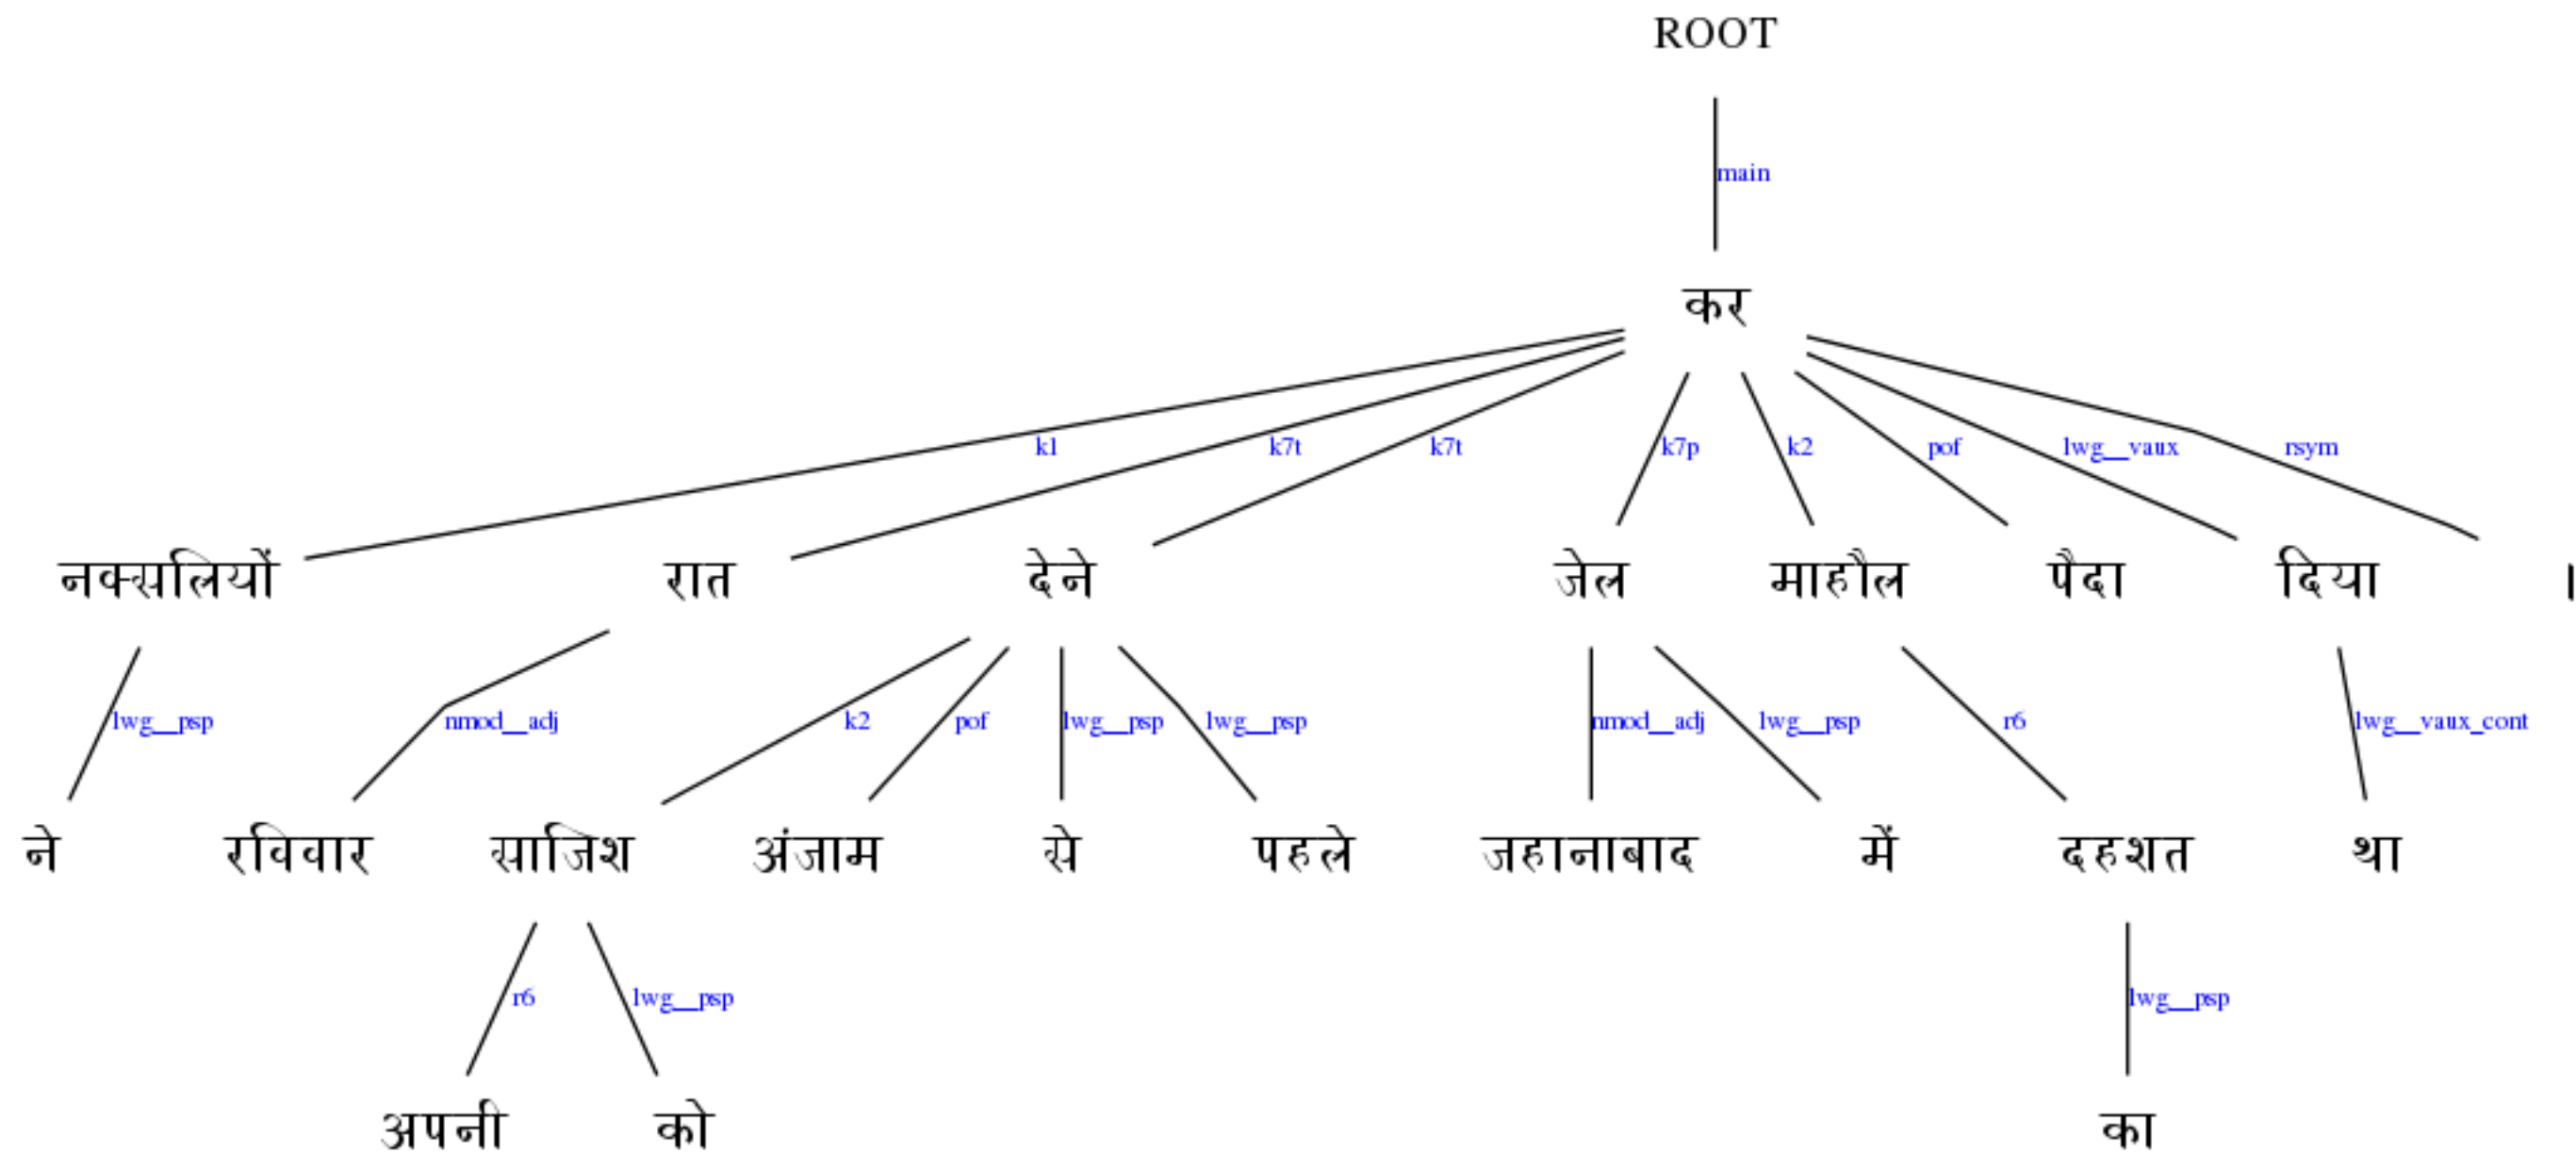 ROOT
main
कर
k1 k7t k7t k7p k2 pof lwg__vaux rsym
नक्सलियों रात देने जेल माहौल पैदा दिया ।
lwg__psp nmod__adj k2 pof lwg__psp lwg__psp nmod__adj lwg__psp r6 lwg__vaux_cont
ने रविवार साजिश अंजाम से पहले जहानाबाद में दहशत था
r6 lwg__psp lwg__psp
अपनी को का